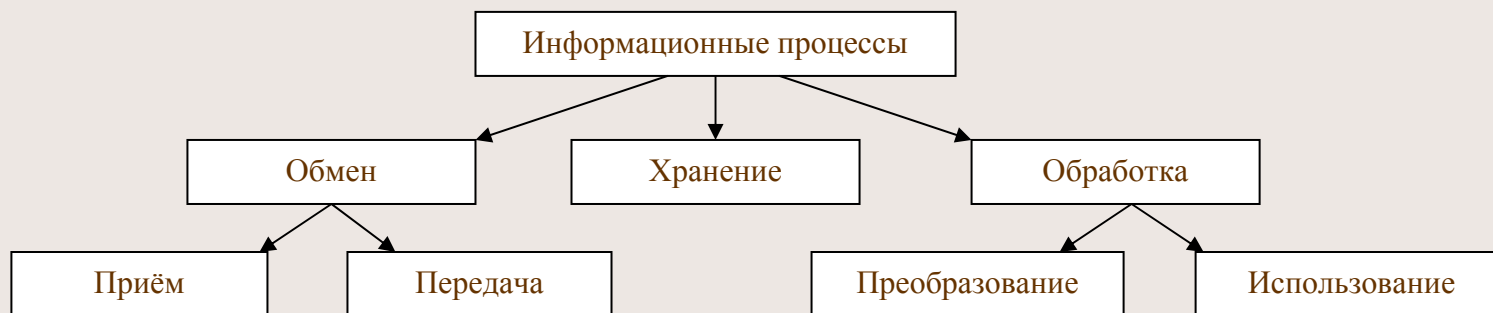 Информационные процессы
Обмен
Хранение
Обработка
Приём
Передача
Преобразование
Использование